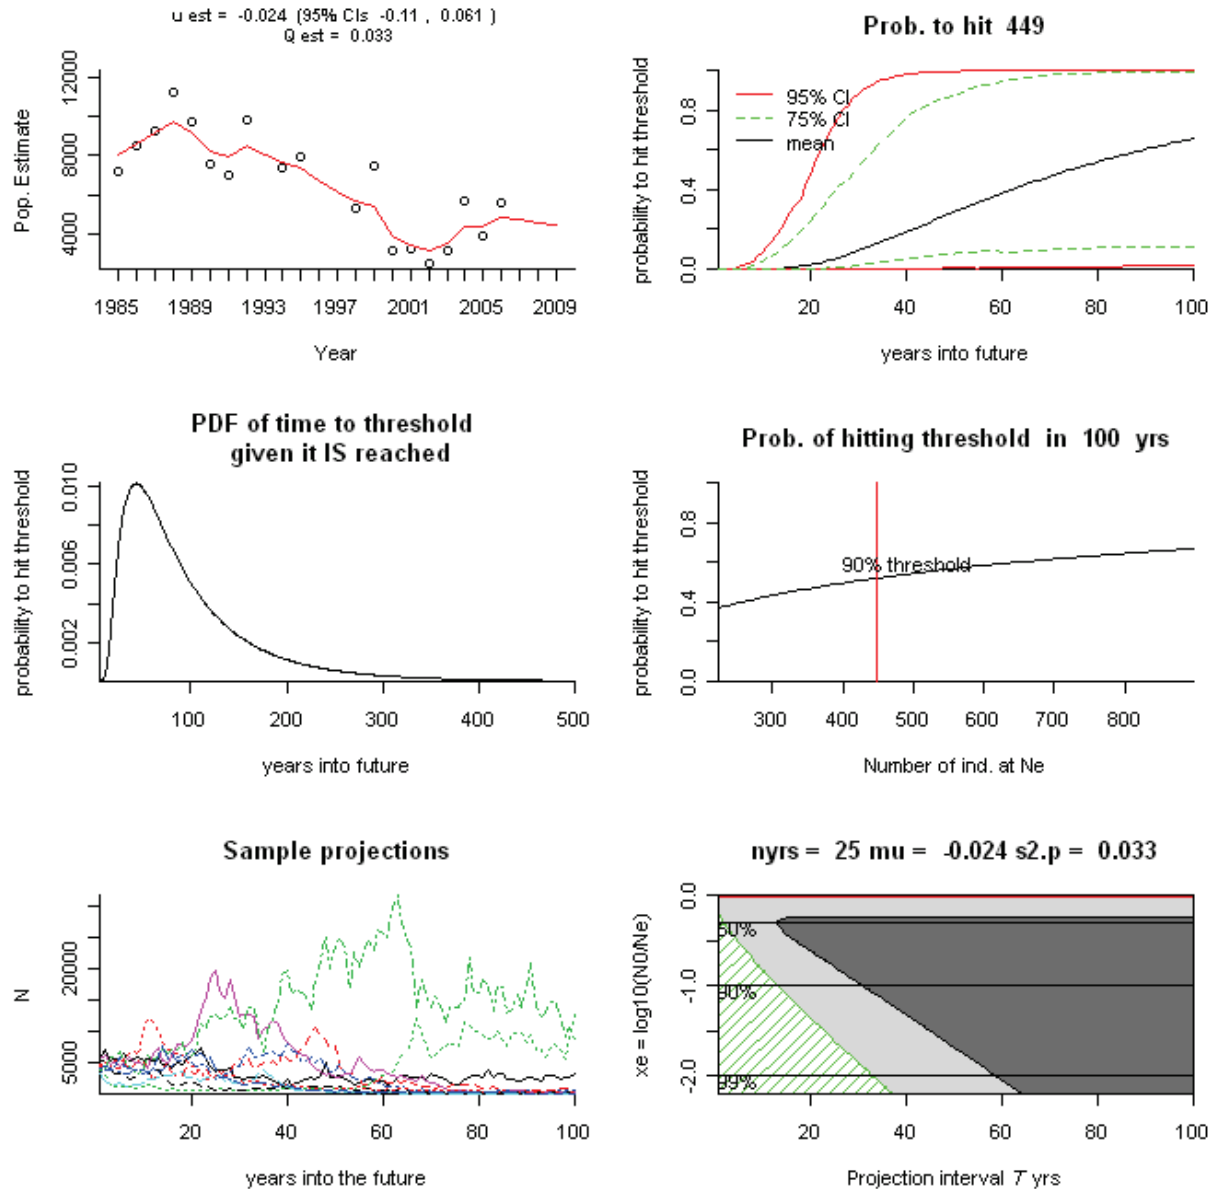 u est = -0.024 (95% CIs -0.11 , 0.061 )
Q est = 0.033
Pop. Estimate
12000
8000
4000
1985 1989 1993 1997 2001 2005 2009
Year
Prob. to hit 449
probability to hit threshold
0.8
0.4
0.0
95% CI
75% CI
mean
20 40 60 80 100
years into future
PDF of time to threshold
given it IS reached
probability to hit threshold
0.010
0.006
0.002
100 200 300 400 500
years into future
Prob. of hitting threshold in 100 yrs
probability to hit threshold
0.8
0.4
0.0
90% threshold
300 400 500 600 700 800
Number of ind. at Ne
Sample projections
N
200000
5000
20 40 60 80 100
years into the future
nyrs = 25 mu = -0.024 s2.p = 0.033
xe = log10(N0/Ne)
0.0
-1.0
-2.0
50%
90%
99%
20 40 60 80 100
Projection interval T yrs